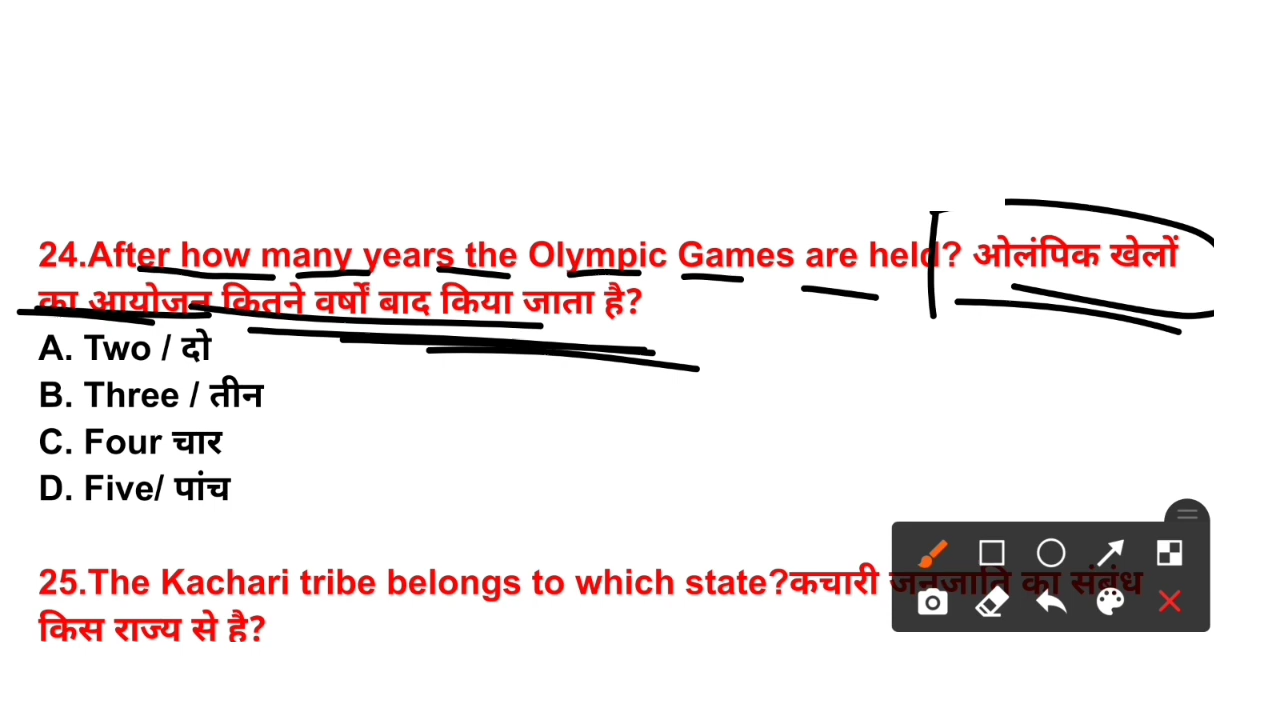 24.After how many years the Olympic Games are held? ओलंपिक खेलों
का आयोजन कितने वर्षों बाद किया जाता है?
A. Two / दो
B. Three / तीन
C. Four चार
D. Five/ पांच
25.The Kachari tribe belongs to which state?कचारी जनजाति का संबंध
किस राज्य से है?